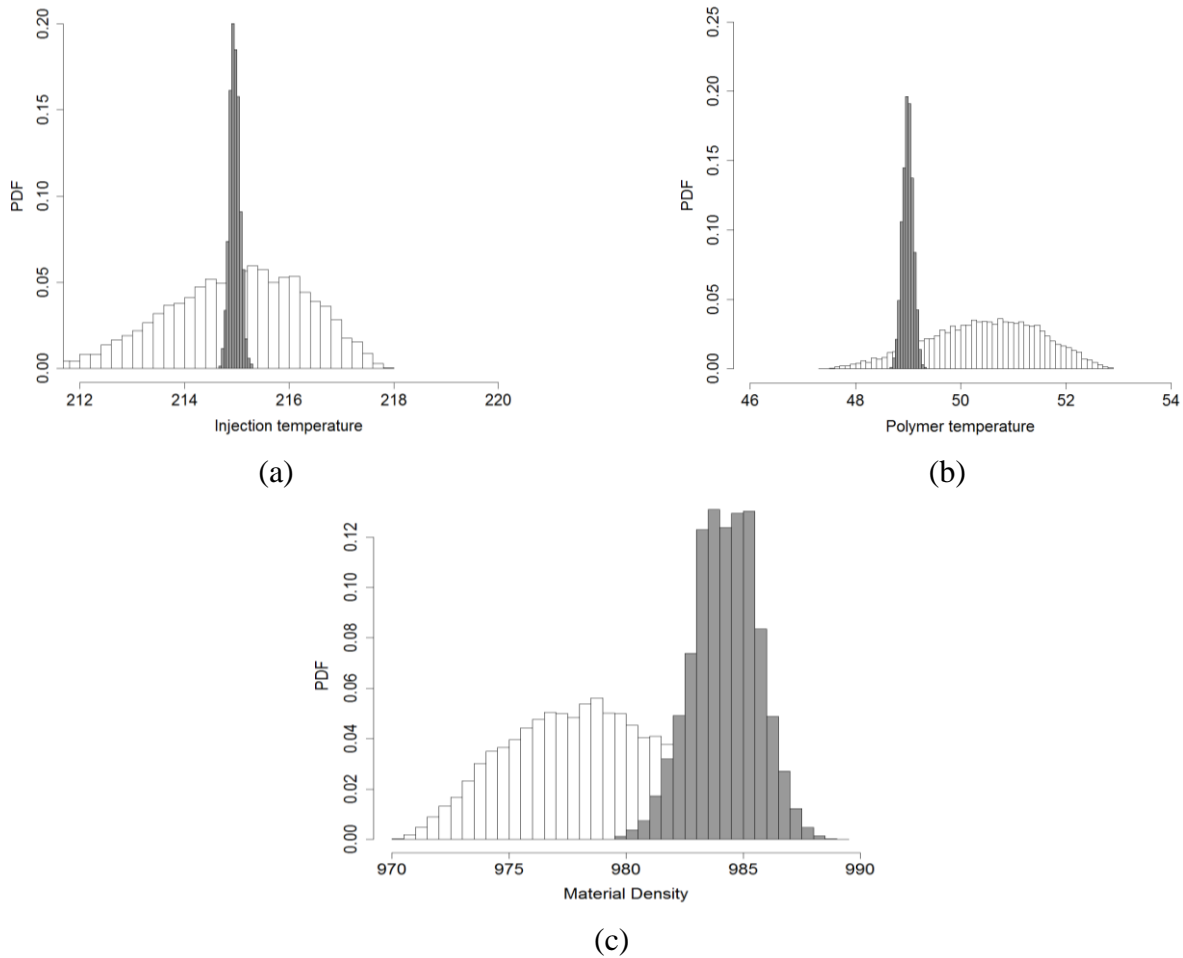 0.00 0.05 0.10 0.15 0.20
PDF
212 214 216 218 220
Injection temperature
(a)
0.00 0.05 0.10 0.15 0.20 0.25
PDF
46 48 50 52 54
Polymer temperature
(b)
0.00 0.02 0.04 0.06 0.08 0.10 0.12
PDF
970 975 980 985 990
Material Density
(c)